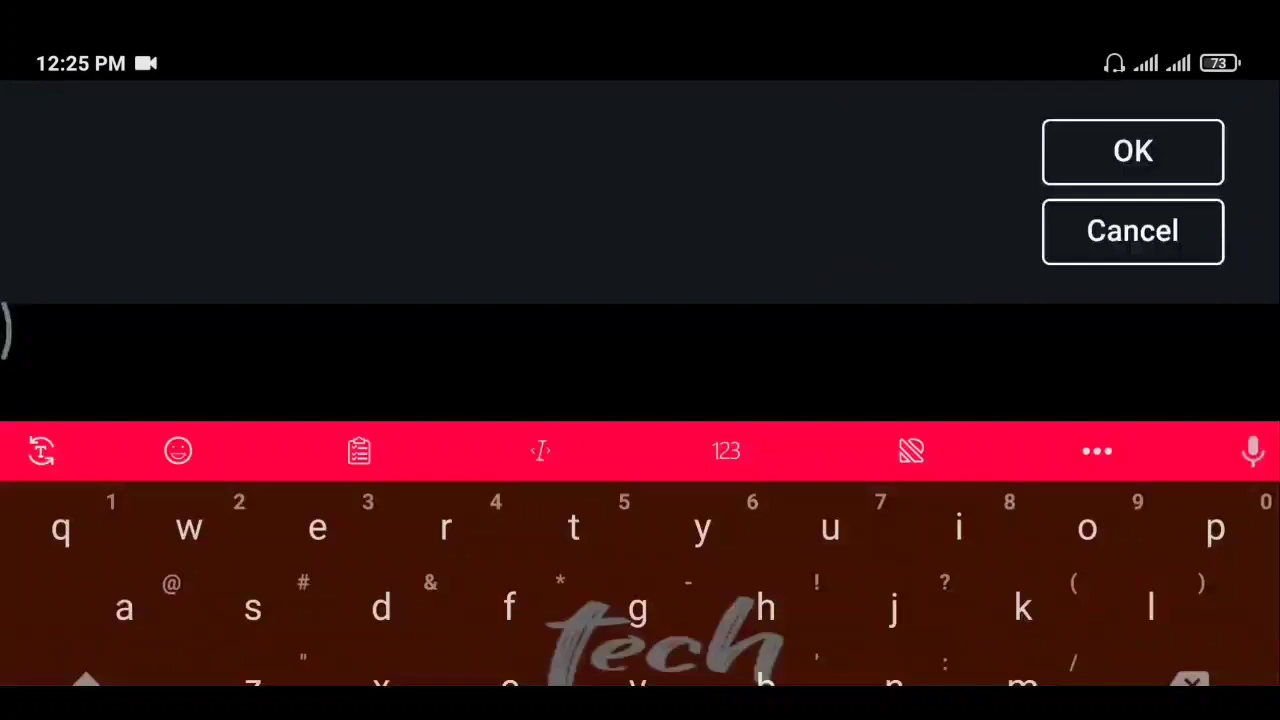 12:25 PM 73
OK
Cancel
)
T 123
1 2 3 4 5 6 7 8 9 0
q w e r t y u i o p
@ # & * - ! ? ( )
a s d f g h j k l
tech
" ' : /
z x c v b n m